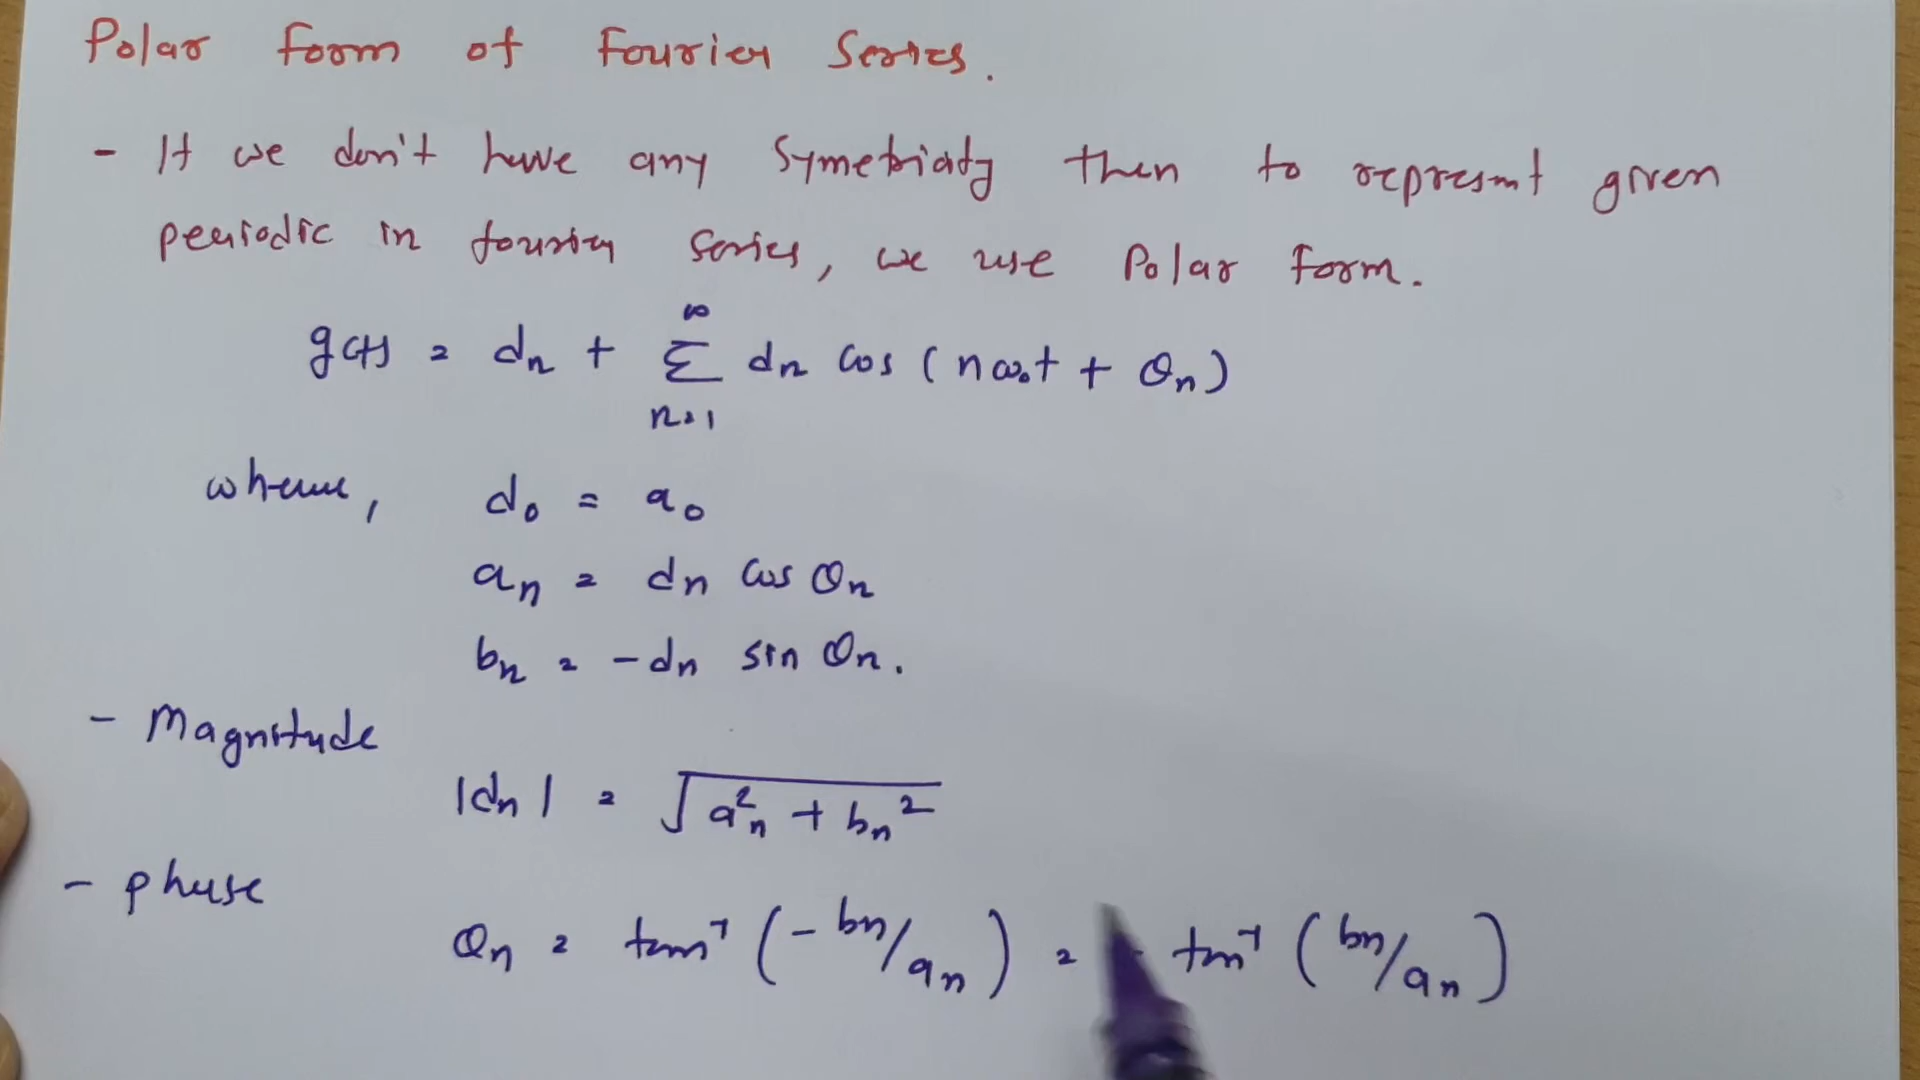 Polar form of Fourier Series.
- If we don't have any Symetriaty then to represent given
periodic in fourier series, we use Polar form.
g(t) = dn + ∞ Σ n=1 dn cos (nω₀t + θn)
where, d₀ = a₀
an = dn cos θn
bn = -dn sin θn.
- Magnitude
|dn| = √(an² + bn²)
- phase
θn = tan⁻¹ (-bn/an) = - tan⁻¹ (bn/an)